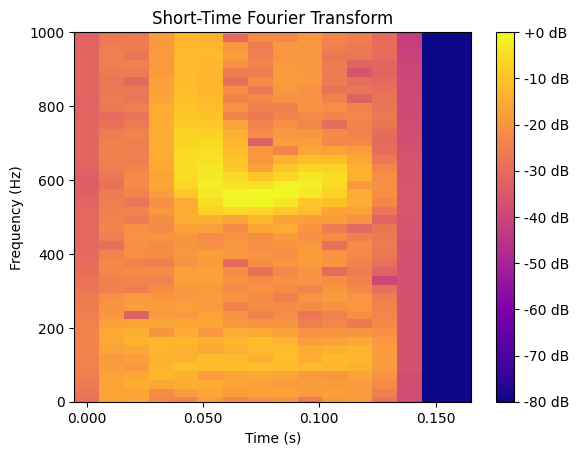 Short-Time Fourier Transform
1000
800
600
400
200
0
Frequency (Hz)
0.000
0.050
0.100
0.150
Time (s)
+0 dB
-10 dB
-20 dB
-30 dB
-40 dB
-50 dB
-60 dB
-70 dB
-80 dB